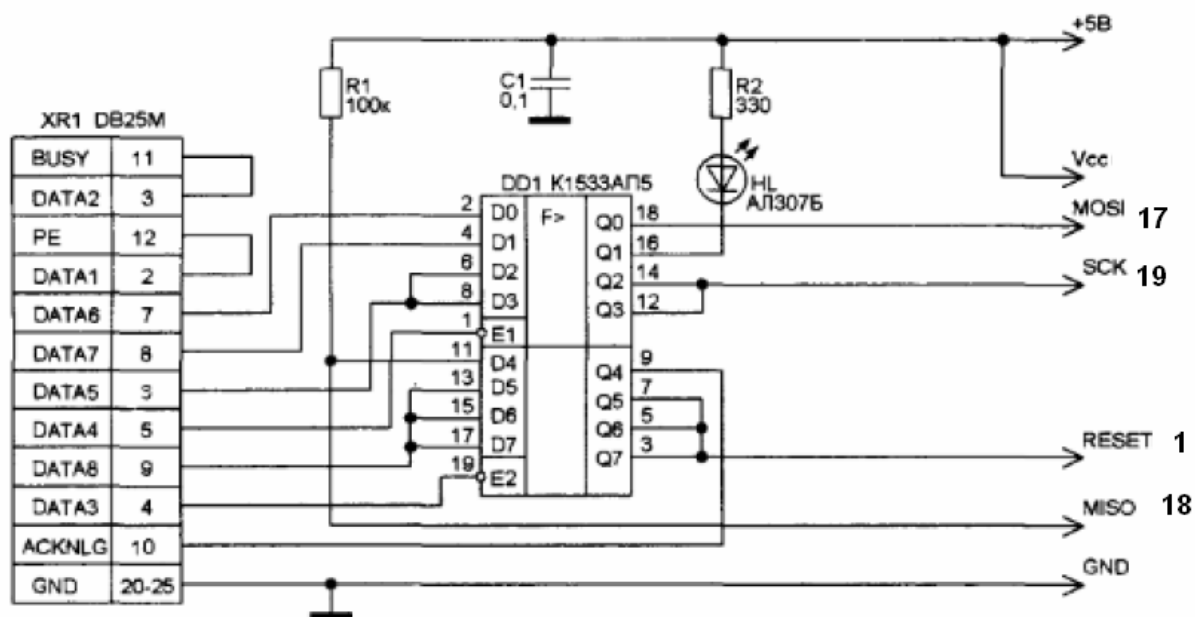 +5В
R1
100к
C1
0,1
R2
330
XR1 DB25M
BUSY 11
DATA2 3
PE 12
DATA1 2
DATA6 7
DATA7 8
DATA5
DATA4 5
DATA8 9
DATA3 4
ACKNLG 10
GND 20-25
DD1 К1533АП5
F>
2 D0
4 D1
6 D2
8 D3
1 E1
11 D4
13 D5
15 D6
17 D7
19 E2
Q0 18
Q1 16
Q2 14
Q3 12
Q4 9
Q5 7
Q6 5
Q7 3
HL
АЛ307Б
Vcc
MOSI 17
SCK 19
RESET 1
MISO 18
GND